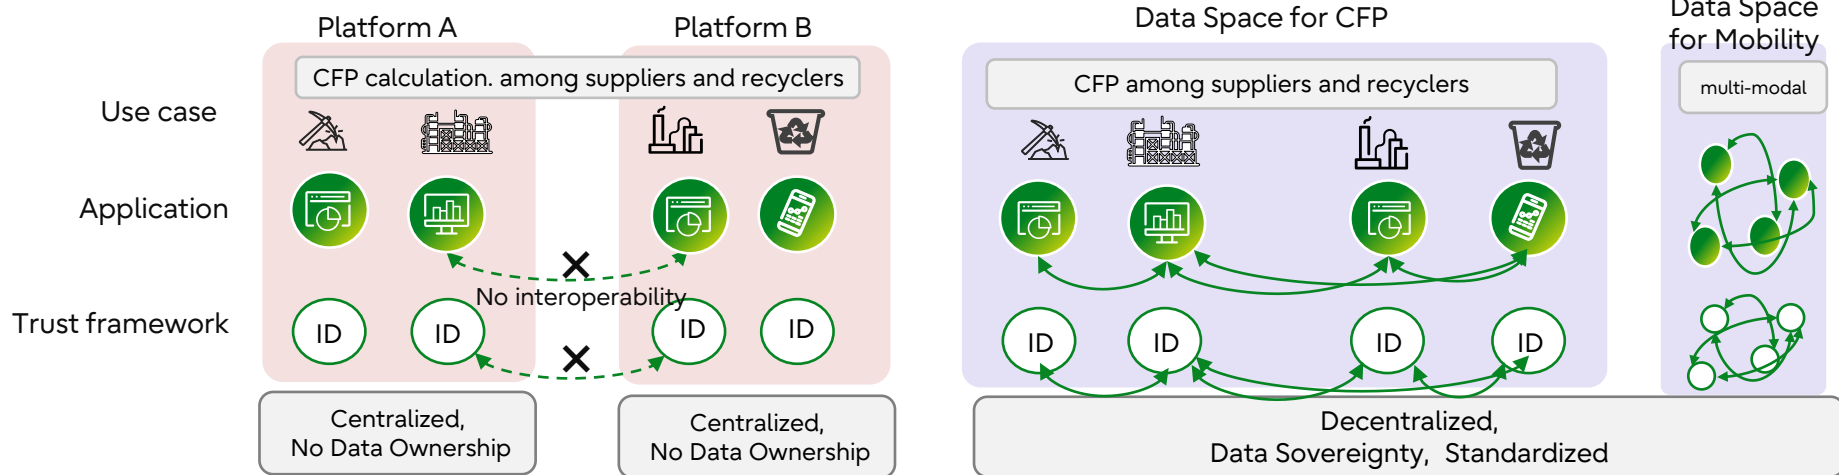 Platform A
Platform B
Data Space for CFP
Data Space
for Mobility
CFP calculation. among suppliers and recyclers
CFP among suppliers and recyclers
multi-modal
Use case
Application
No interoperability
Trust framework
ID
ID
ID
ID
ID
ID
ID
ID
Centralized,
No Data Ownership
Centralized,
No Data Ownership
Decentralized,
Data Sovereignty, Standardized